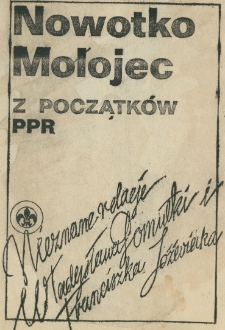 Nowotko
Mołojec
Z POCZĄTKÓW
PPR
Nieznane relacje
Władysława Gomułki i
Franciszka Jóźwiaka